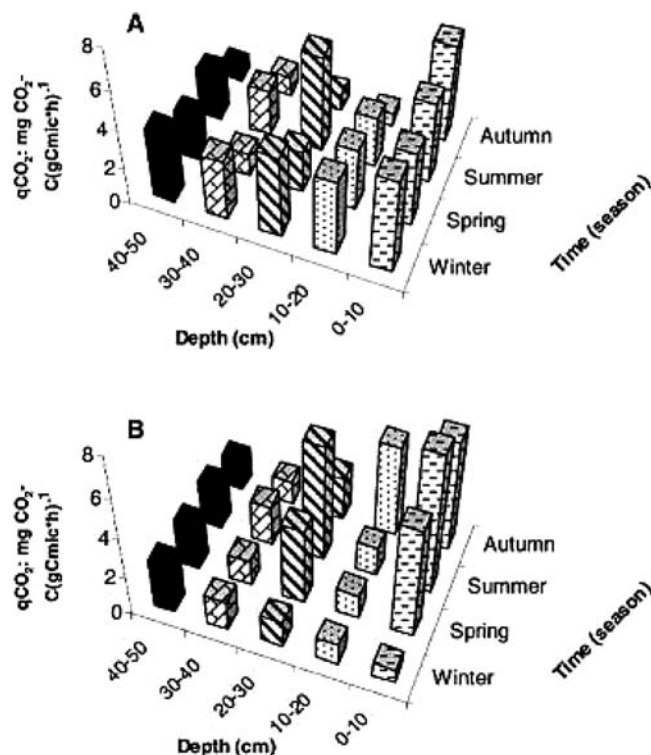 A
8
6
4
2
0
qCO₂: mg CO₂-
C(gCmic*h)⁻¹
40-50
30-40
20-30
10-20
0-10
Depth (cm)
Autumn
Summer
Spring
Winter
Time (season)
B
8
6
4
2
0
qCO₂: mg CO₂-
C(gCmic*h)⁻¹
40-50
30-40
20-30
10-20
0-10
Depth (cm)
Autumn
Summer
Spring
Winter
Time (season)